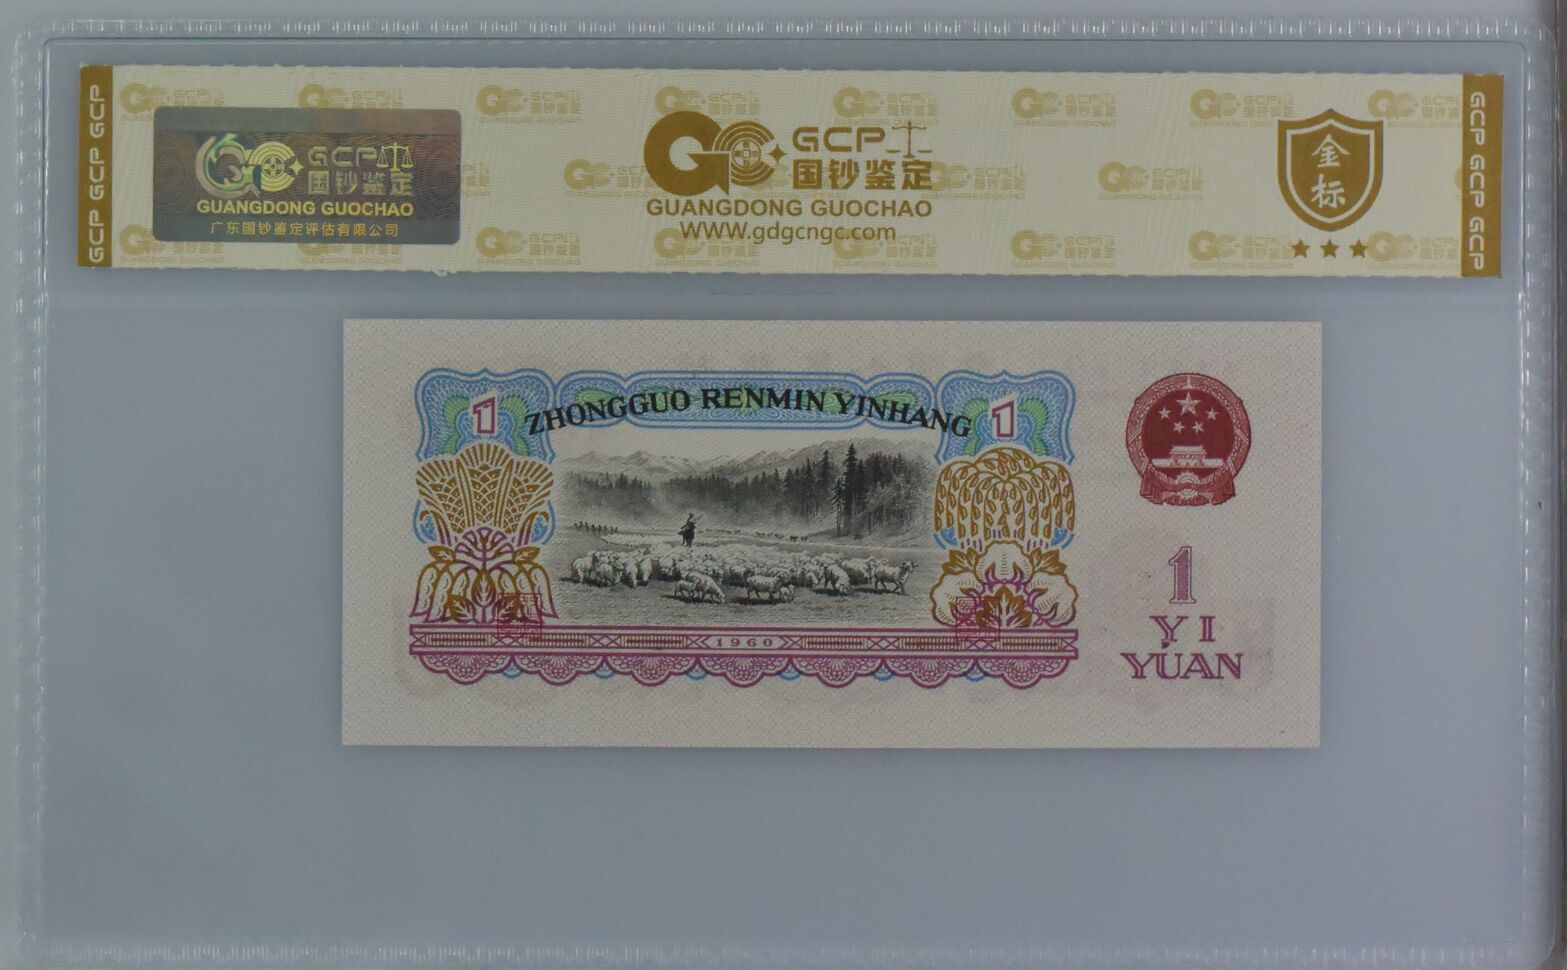 GCP GCP GCP
GCP
国钞鉴定
GUANGDONG GUOCHAO
广东国钞鉴定评估有限公司
GCP
国钞鉴定
GUANGDONG GUOCHAO
WWW.gdgcngc.com
金
标
GCP GCP GCP
ZHONGGUO RENMIN YINHANG
1
1
1960
1
YI
YUAN